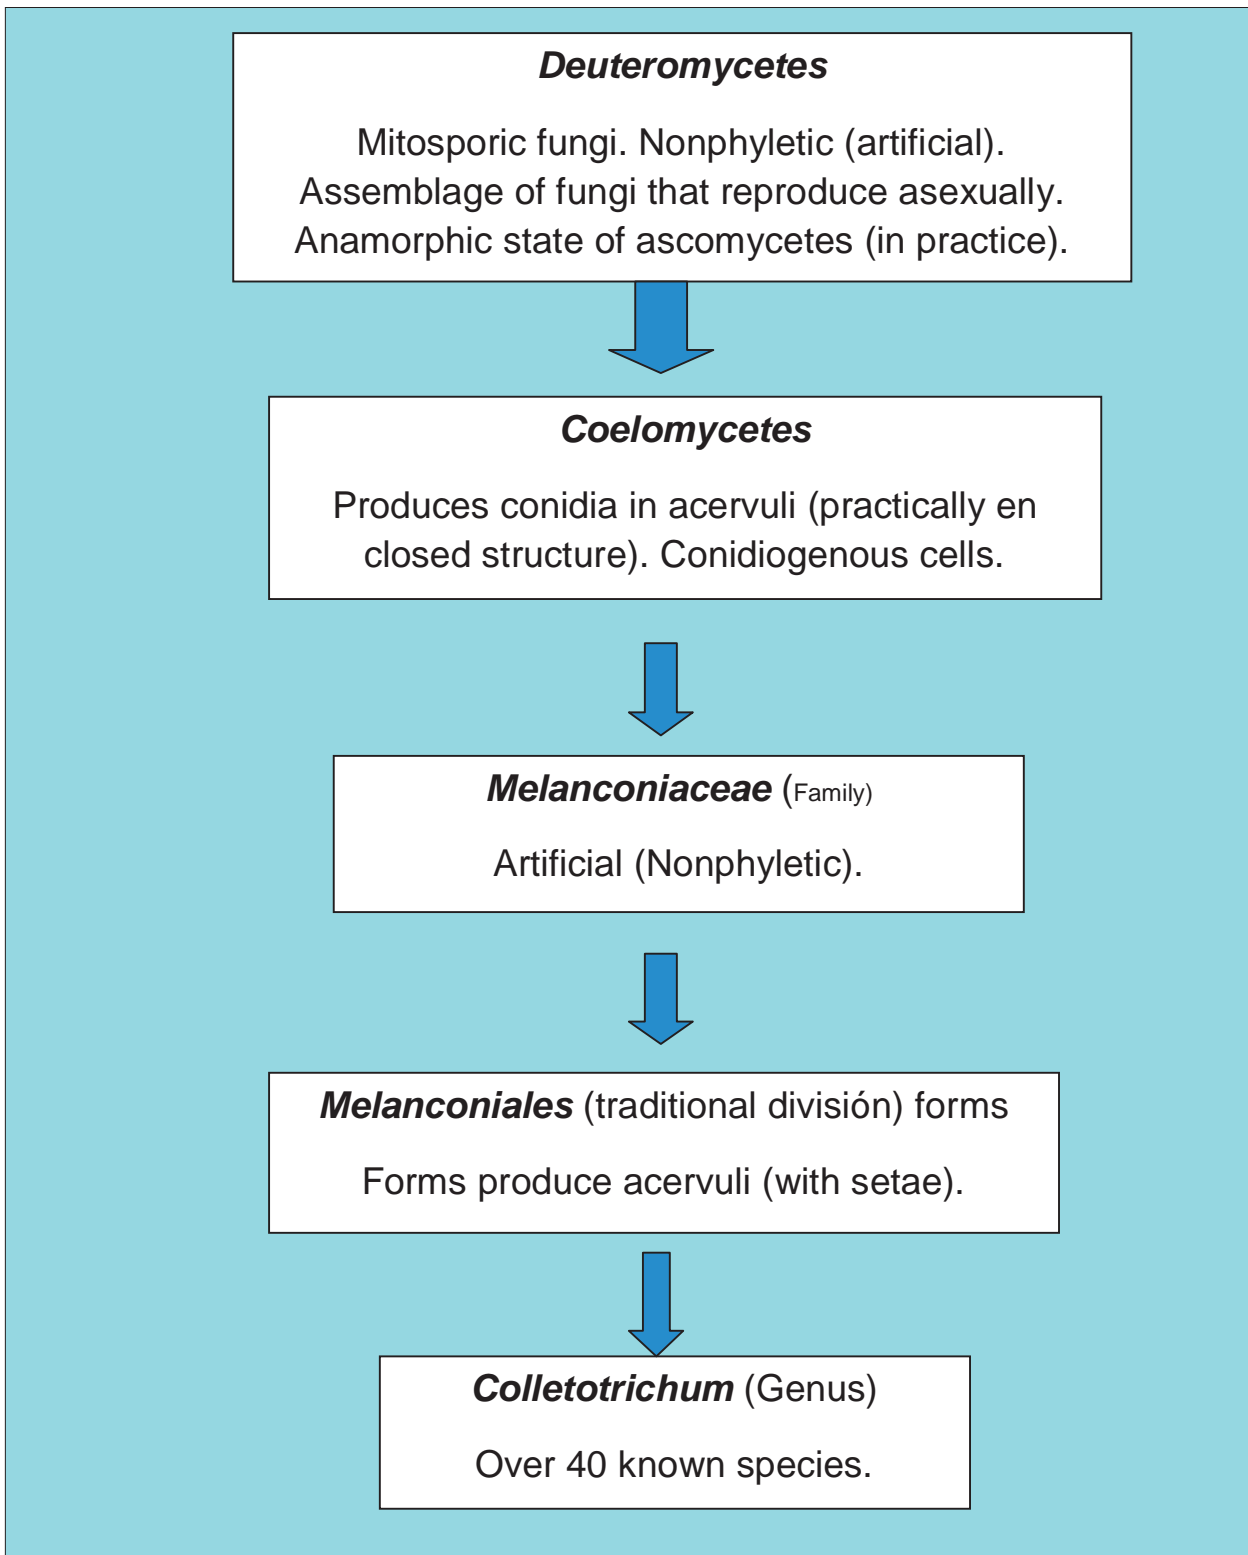 Deuteromycetes
Mitosporic fungi. Nonphyletic (artificial).
Assemblage of fungi that reproduce asexually.
Anamorphic state of ascomycetes (in practice).
Coelomycetes
Produces conidia in acervuli (practically en
closed structure). Conidiogenous cells.
Melanconiaceae (Family)
Artificial (Nonphyletic).
Melanconiales (traditional división) forms
Forms produce acervuli (with setae).
Colletotrichum (Genus)
Over 40 known species.